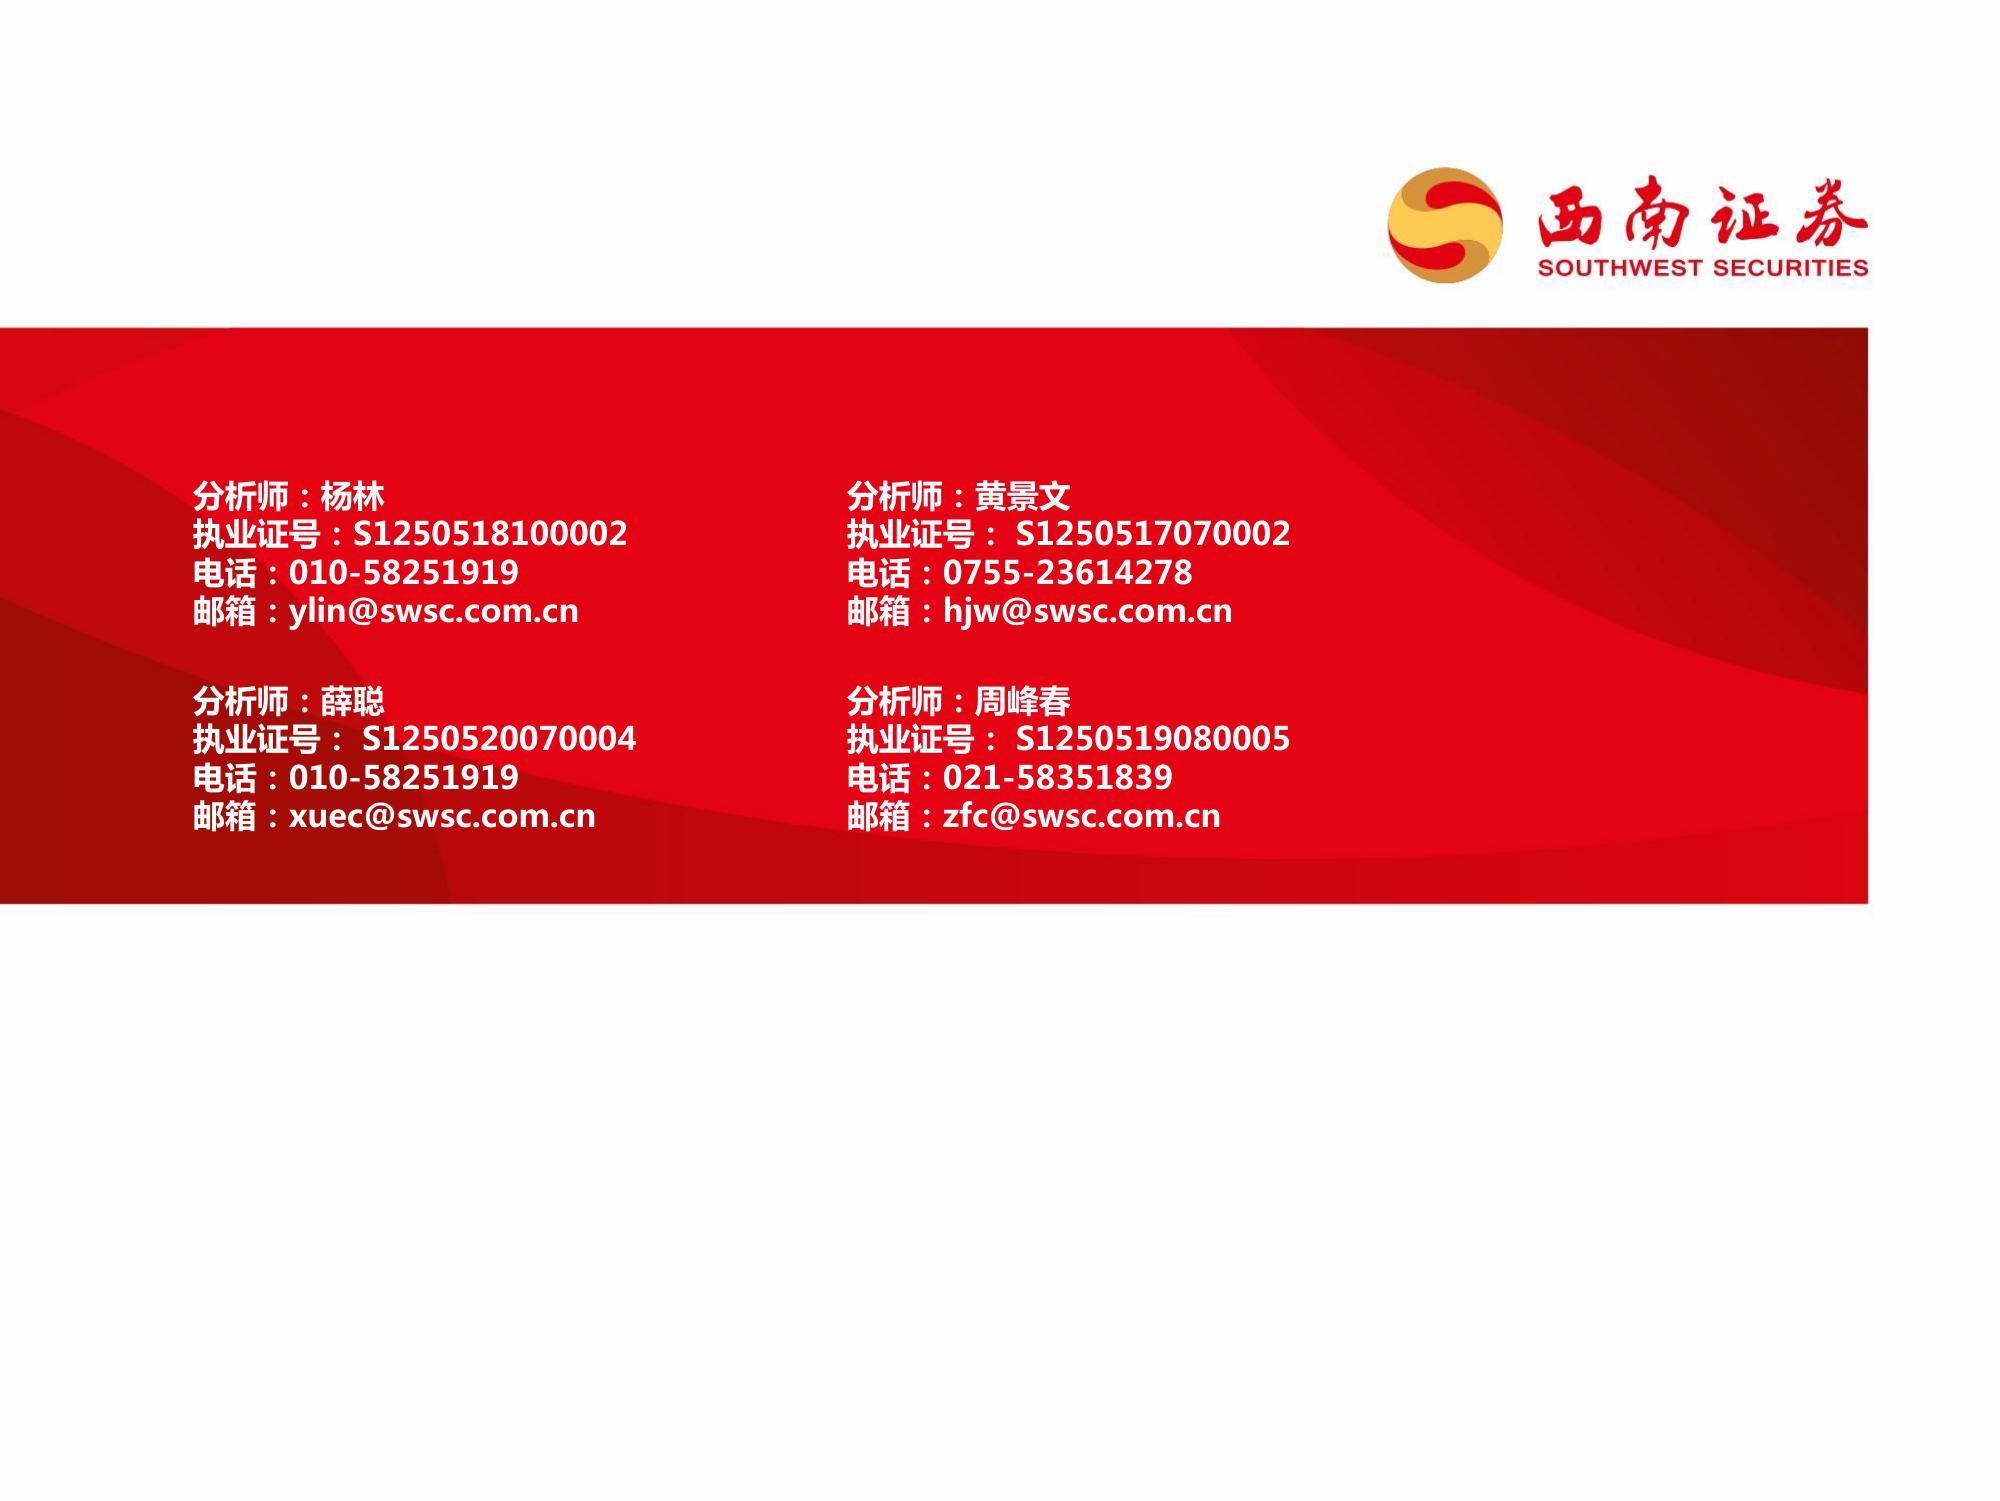 西南证券
SOUTHWEST SECURITIES
分析师：杨林
执业证号：S1250518100002
电话：010-58251919
邮箱：ylin@swsc.com.cn
分析师：黄景文
执业证号： S1250517070002
电话：0755-23614278
邮箱：hjw@swsc.com.cn
分析师：薛聪
执业证号： S1250520070004
电话：010-58251919
邮箱：xuec@swsc.com.cn
分析师：周峰春
执业证号： S1250519080005
电话：021-58351839
邮箱：zfc@swsc.com.cn